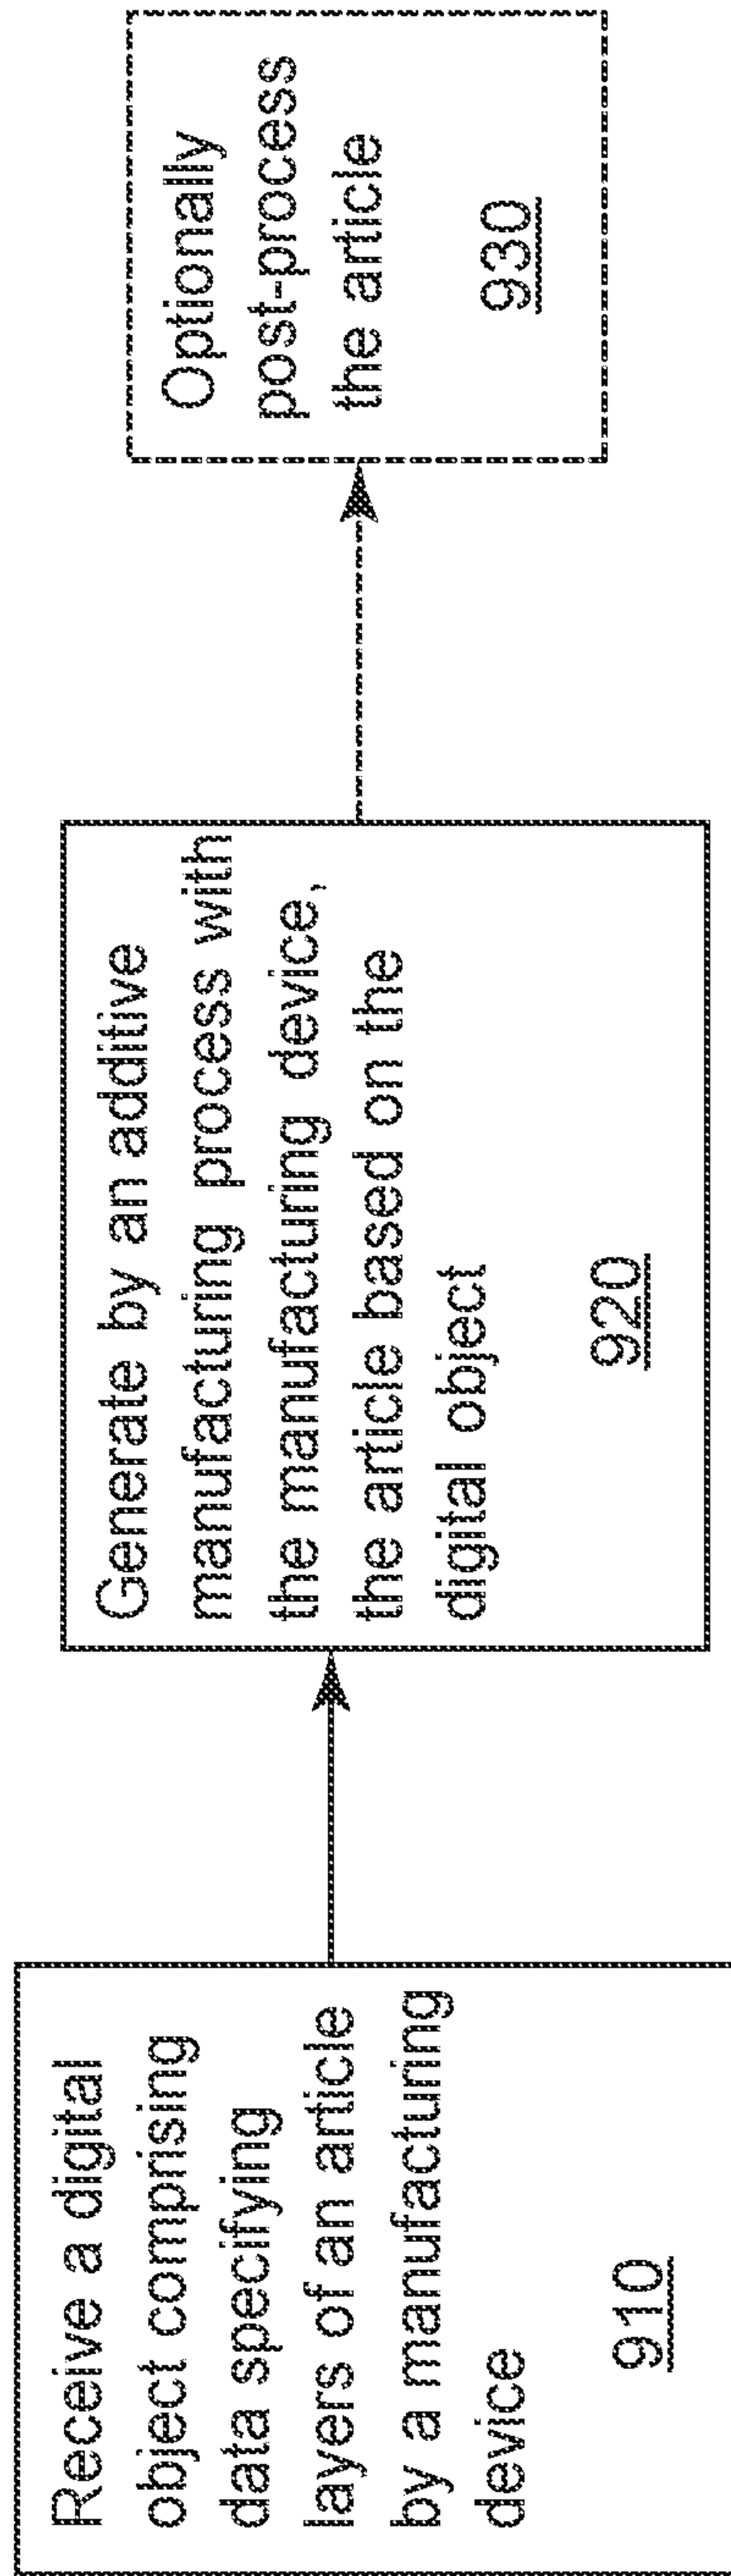 Receive a digital
object comprising
data specifying
layers of an article
by a manufacturing
device
910
Generate by an additive
manufacturing process with
the manufacturing device,
the article based on the
digital object
920
Optionally
post-process
the article
930